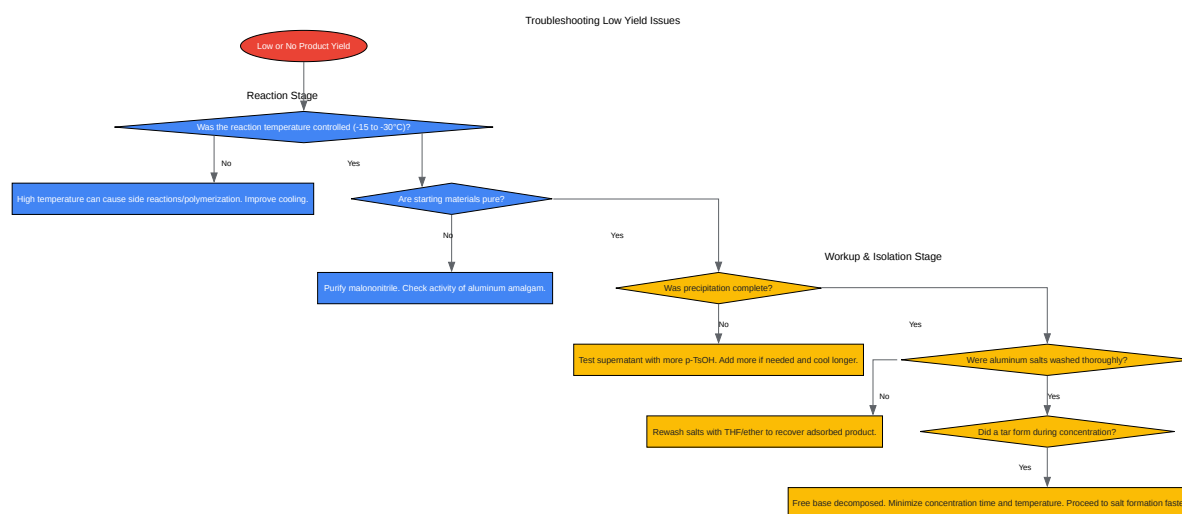 Troubleshooting Low Yield Issues
Low or No Product Yield
Reaction Stage
Was the reaction temperature controlled (-15 to -30°C)?
No
Yes
High temperature can cause side reactions/polymerization. Improve cooling.
Are starting materials pure?
No
Yes
Workup & Isolation Stage
Purify malononitrile. Check activity of aluminum amalgam.
Was precipitation complete?
No
Yes
Test supernatant with more p-TsOH. Add more if needed and cool longer.
Were aluminum salts washed thoroughly?
No
Yes
Rewash salts with THF/ether to recover adsorbed product.
Did a tar form during concentration?
Yes
Free base decomposed. Minimize concentration time and temperature. Proceed to salt formation faste